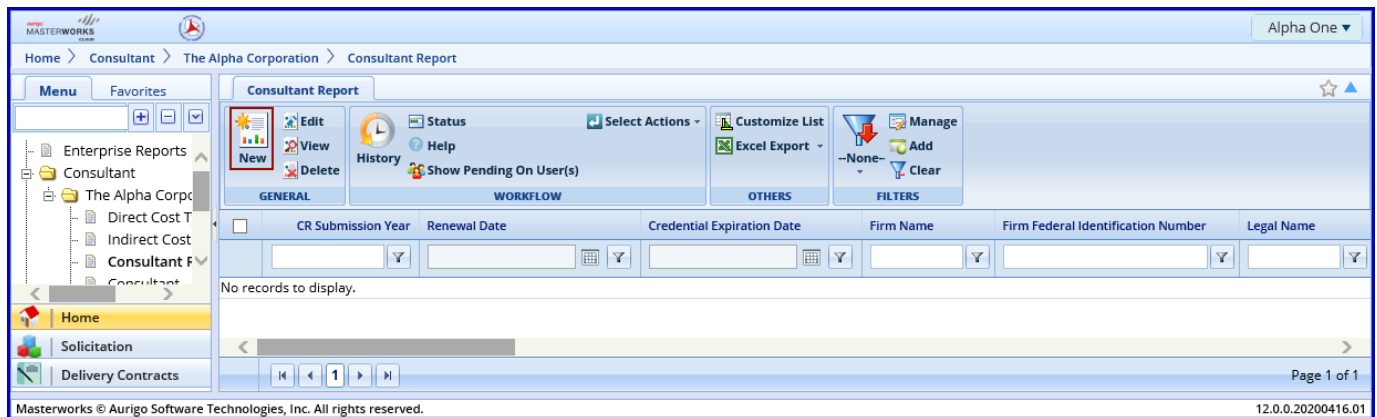 aurigo
MASTERWORKS
CLOUD
Alpha One
Home Consultant The Alpha Corporation Consultant Report
Menu Favorites
Enterprise Reports
Consultant
The Alpha Corpo
Direct Cost T
Indirect Cost
Consultant R
Consultant
Home
Solicitation
Delivery Contracts
Consultant Report
New
Edit
View
Delete
GENERAL
History
Status
Help
Show Pending On User(s)
Select Actions
WORKFLOW
Customize List
Excel Export
OTHERS
--None--
Manage
Add
Clear
FILTERS
CR Submission Year Renewal Date Credential Expiration Date Firm Name Firm Federal Identification Number Legal Name
No records to display.
1
Page 1 of 1
Masterworks © Aurigo Software Technologies, Inc. All rights reserved. 12.0.0.20200416.01